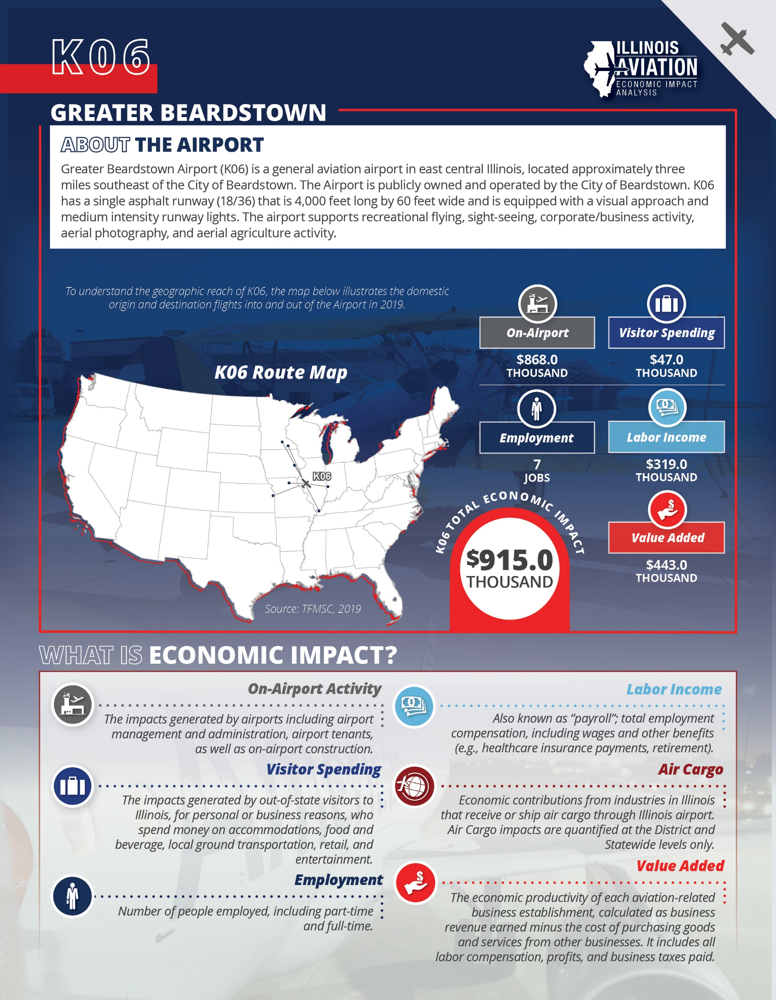 K06
ILLINOIS
AVIATION
ECONOMIC IMPACT
ANALYSIS
GREATER BEARDSTOWN
ABOUT THE AIRPORT
Greater Beardstown Airport (K06) is a general aviation airport in east central Illinois, located approximately three
miles southeast of the City of Beardstown. The Airport is publicly owned and operated by the City of Beardstown. K06
has a single asphalt runway (18/36) that is 4,000 feet long by 60 feet wide and is equipped with a visual approach and
medium intensity runway lights. The airport supports recreational flying, sight-seeing, corporate/business activity,
aerial photography, and aerial agriculture activity.
To understand the geographic reach of K06, the map below illustrates the domestic
origin and destination flights into and out of the Airport in 2019.
K06 Route Map
K06
Source: TFMSC, 2019
On-Airport
$868.0
THOUSAND
Visitor Spending
$47.0
THOUSAND
Employment
7
JOBS
Labor Income
$319.0
THOUSAND
K06 TOTAL ECONOMIC IMPACT
$915.0
THOUSAND
Value Added
$443.0
THOUSAND
WHAT IS ECONOMIC IMPACT?
On-Airport Activity
The impacts generated by airports including airport
management and administration, airport tenants,
as well as on-airport construction.
Visitor Spending
The impacts generated by out-of-state visitors to
Illinois, for personal or business reasons, who
spend money on accommodations, food and
beverage, local ground transportation, retail, and
entertainment.
Employment
Number of people employed, including part-time
and full-time.
Labor Income
Also known as “payroll”; total employment
compensation, including wages and other benefits
(e.g., healthcare insurance payments, retirement).
Air Cargo
Economic contributions from industries in Illinois
that receive or ship air cargo through Illinois airport.
Air Cargo impacts are quantified at the District and
Statewide levels only.
Value Added
The economic productivity of each aviation-related
business establishment, calculated as business
revenue earned minus the cost of purchasing goods
and services from other businesses. It includes all
labor compensation, profits, and business taxes paid.